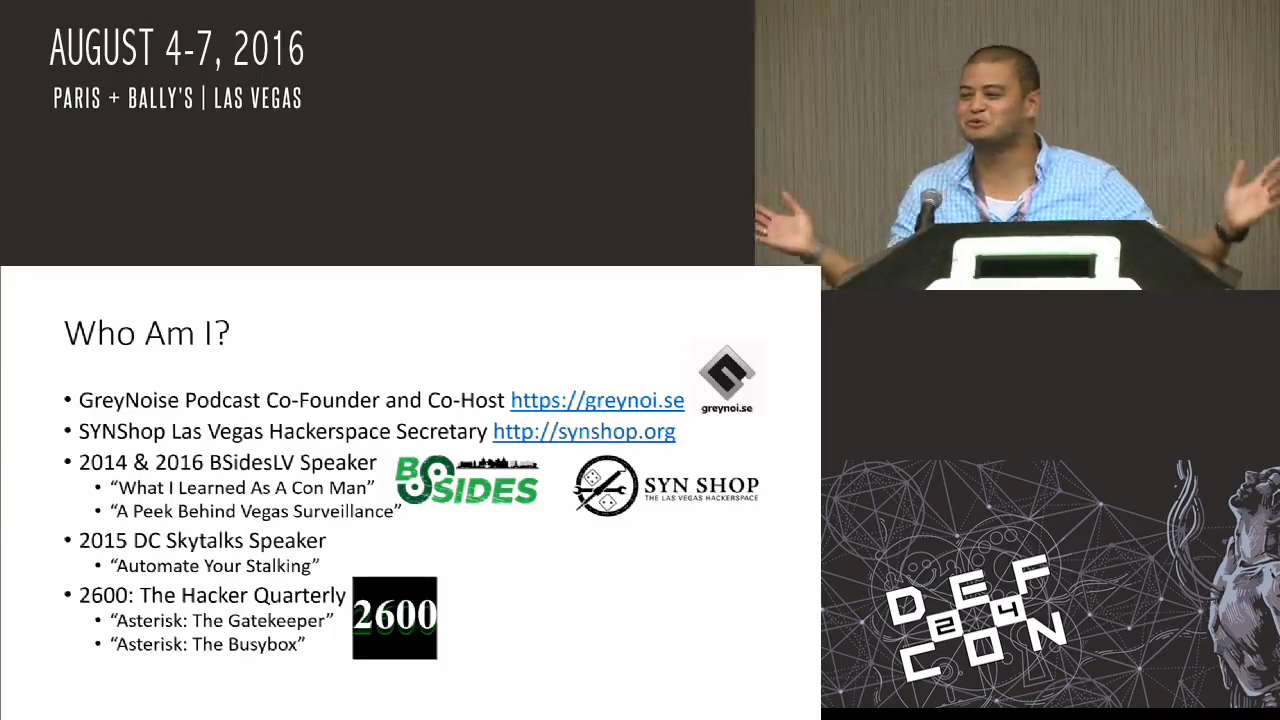 AUGUST 4-7, 2016
PARIS + BALLY'S | LAS VEGAS
Who Am I?
• GreyNoise Podcast Co-Founder and Co-Host https://greynoi.se
greynoi.se
• SYNShop Las Vegas Hackerspace Secretary http://synshop.org
• 2014 & 2016 BSidesLV Speaker
• “What I Learned As A Con Man”
• “A Peek Behind Vegas Surveillance”
BSIDES
SYN SHOP
THE LAS VEGAS HACKERSPACE
• 2015 DC Skytalks Speaker
• “Automate Your Stalking”
• 2600: The Hacker Quarterly
• “Asterisk: The Gatekeeper”
• “Asterisk: The Busybox”
2600
DEF
24
CON